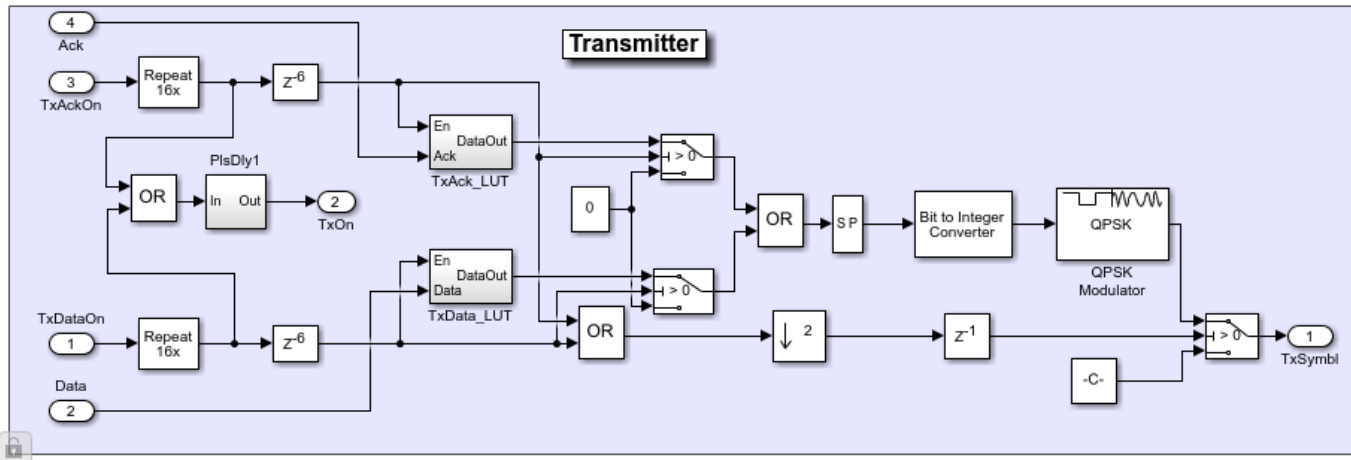 Transmitter
4
Ack
3
TxAckOn
Repeat
16x
Z-6
En
DataOut
Ack
TxAck_LUT
> 0
PlsDly1
OR
In Out
2
TxOn
0
OR
S P
Bit to Integer
Converter
QPSK
QPSK
Modulator
En
DataOut
Data
TxData_LUT
> 0
TxDataOn
1
Repeat
16x
Z-6
OR
2
Z-1
> 0
1
TxSymbl
-C-
Data
2